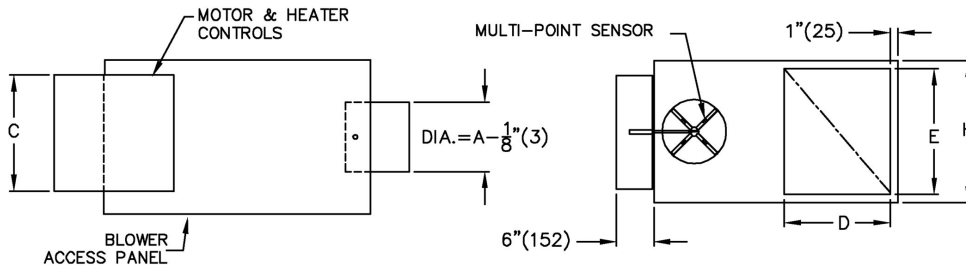 MOTOR & HEATER
CONTROLS
C
DIA.=A-1/8"(3)
BLOWER
ACCESS PANEL
MULTI-POINT SENSOR
1"(25)
E
D
6"(152)